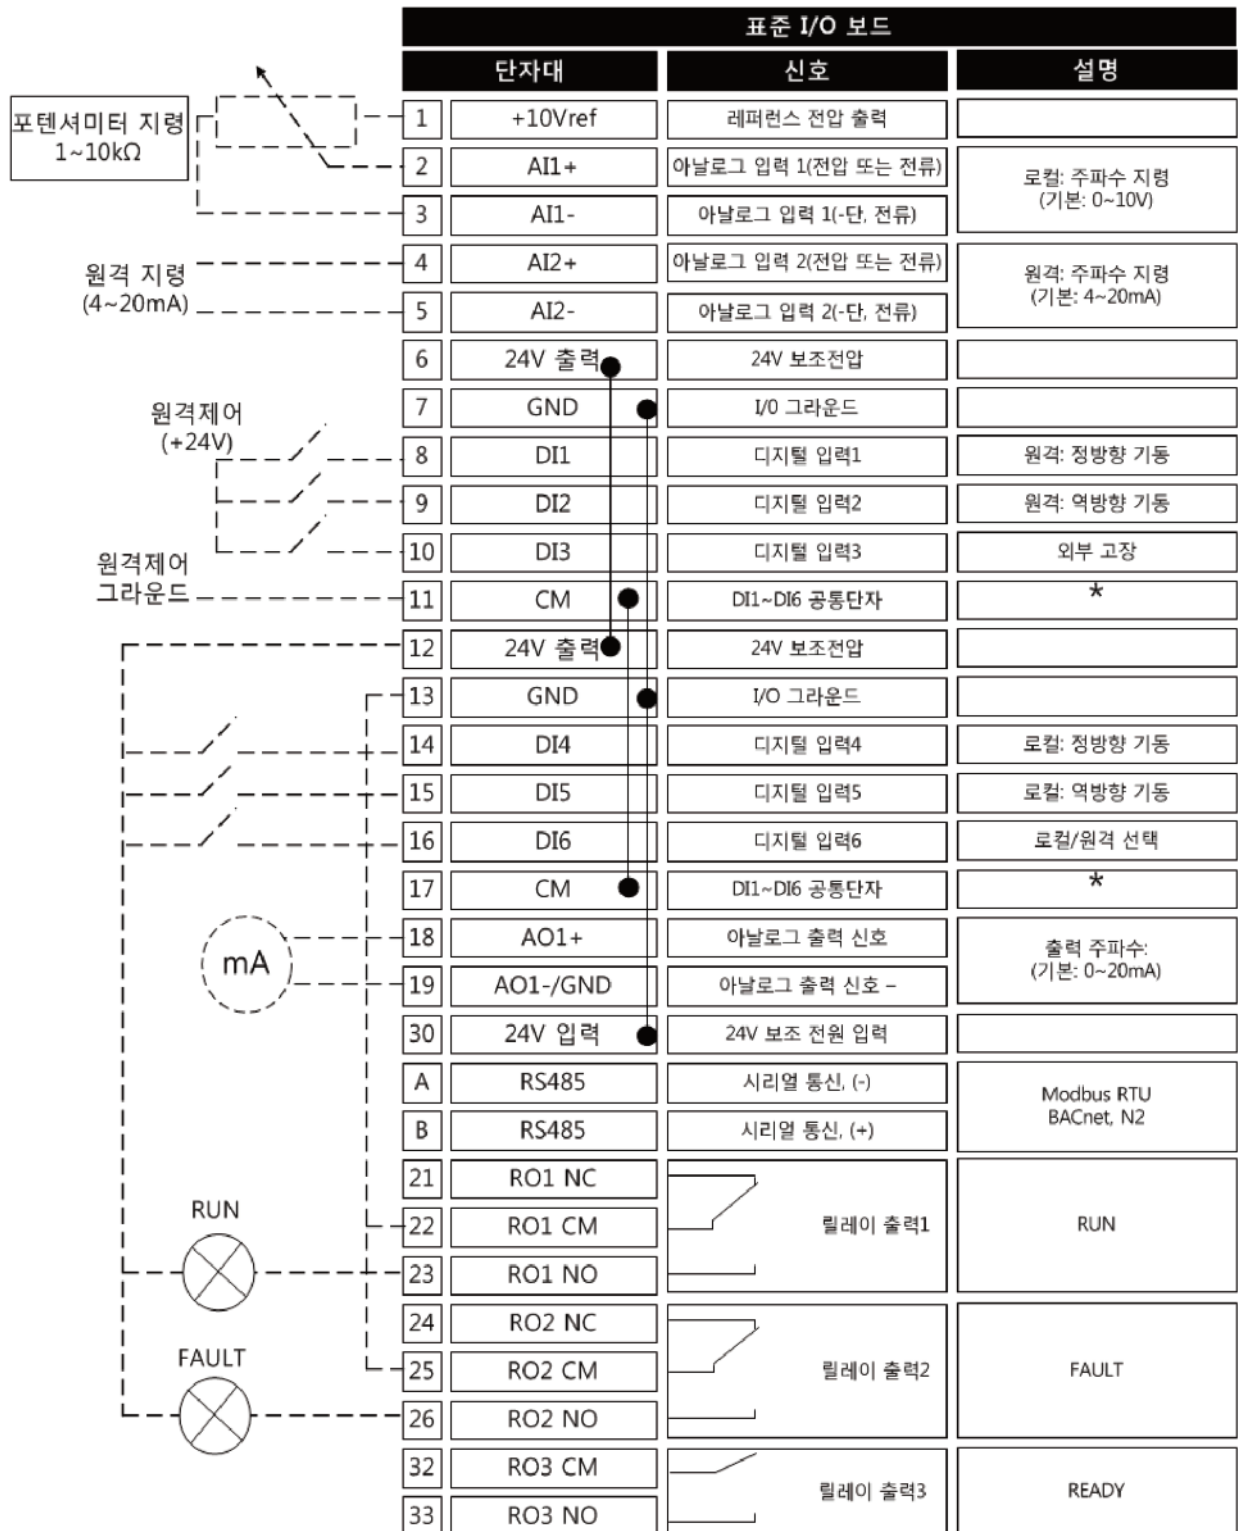 표준 I/O 보드
단자대 신호 설명
포텐셔미터 지령
1~10kΩ
1 +10Vref 레퍼런스 전압 출력
2 AI1+ 아날로그 입력 1(전압 또는 전류)
로컬: 주파수 지령
(기본: 0~10V)
3 AI1- 아날로그 입력 1(-단, 전류)
원격 지령
(4~20mA)
4 AI2+ 아날로그 입력 2(전압 또는 전류)
원격: 주파수 지령
(기본: 4~20mA)
5 AI2- 아날로그 입력 2(-단, 전류)
6 24V 출력 24V 보조전압
7 GND I/0 그라운드
원격제어
(+24V)
8 DI1 디지털 입력1 원격: 정방향 기동
9 DI2 디지털 입력2 원격: 역방향 기동
10 DI3 디지털 입력3 외부 고장
원격제어
그라운드
11 CM DI1~DI6 공통단자 *
12 24V 출력 24V 보조전압
13 GND I/O 그라운드
14 DI4 디지털 입력4 로컬: 정방향 기동
15 DI5 디지털 입력5 로컬: 역방향 기동
16 DI6 디지털 입력6 로컬/원격 선택
17 CM DI1~DI6 공통단자 *
mA
18 AO1+ 아날로그 출력 신호
출력 주파수:
(기본: 0~20mA)
19 AO1-/GND 아날로그 출력 신호 –
30 24V 입력 24V 보조 전원 입력
A RS485 시리얼 통신, (-)
Modbus RTU
BACnet, N2
B RS485 시리얼 통신, (+)
21 RO1 NC
RUN
22 RO1 CM 릴레이 출력1 RUN
23 RO1 NO
24 RO2 NC
FAULT
25 RO2 CM 릴레이 출력2 FAULT
26 RO2 NO
32 RO3 CM
릴레이 출력3 READY
33 RO3 NO